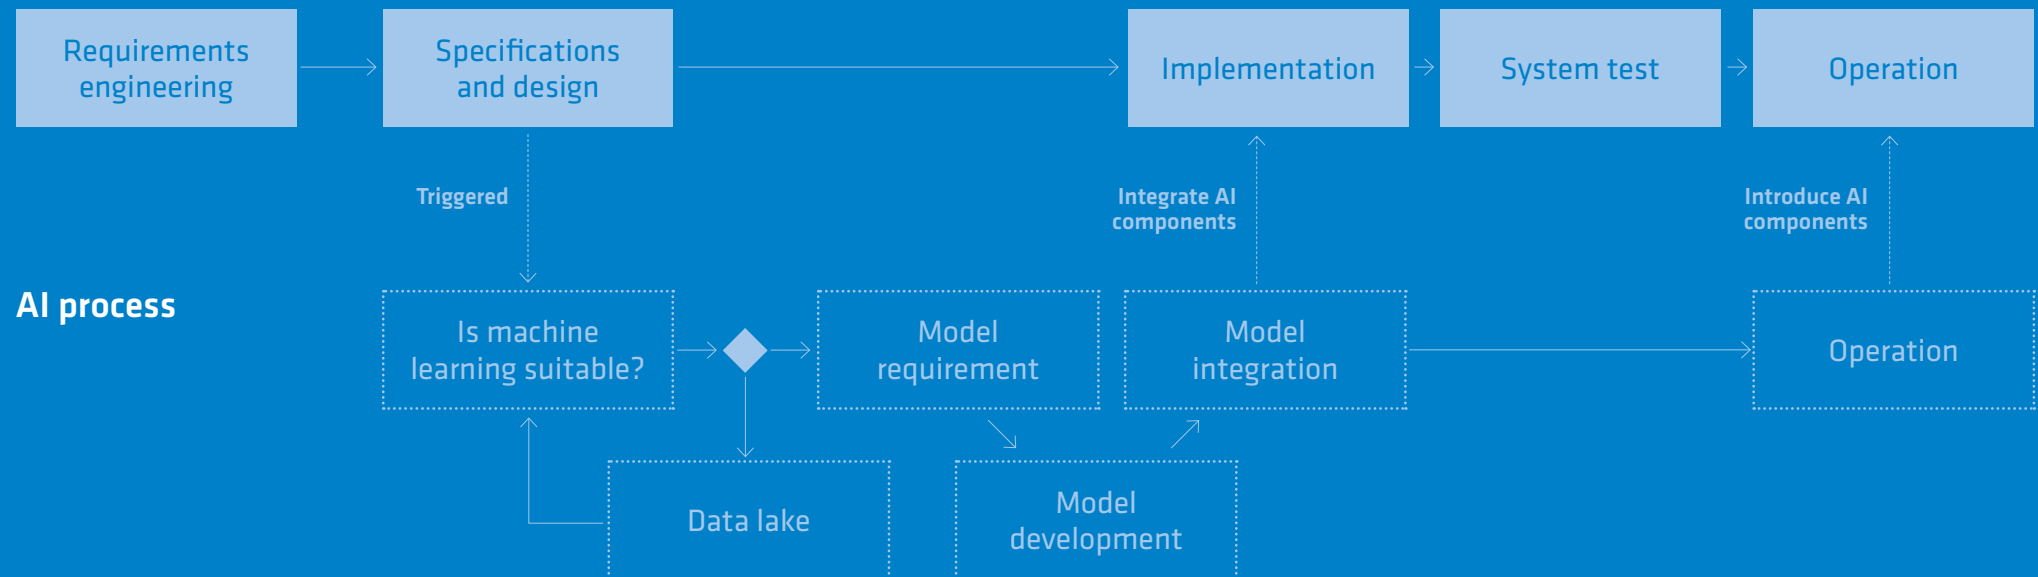 Requirements
engineering
Specifications
and design
Implementation
System test
Operation
Triggered
Integrate AI
components
Introduce AI
components
AI process
Is machine
learning suitable?
Model
requirement
Model
integration
Operation
Data lake
Model
development